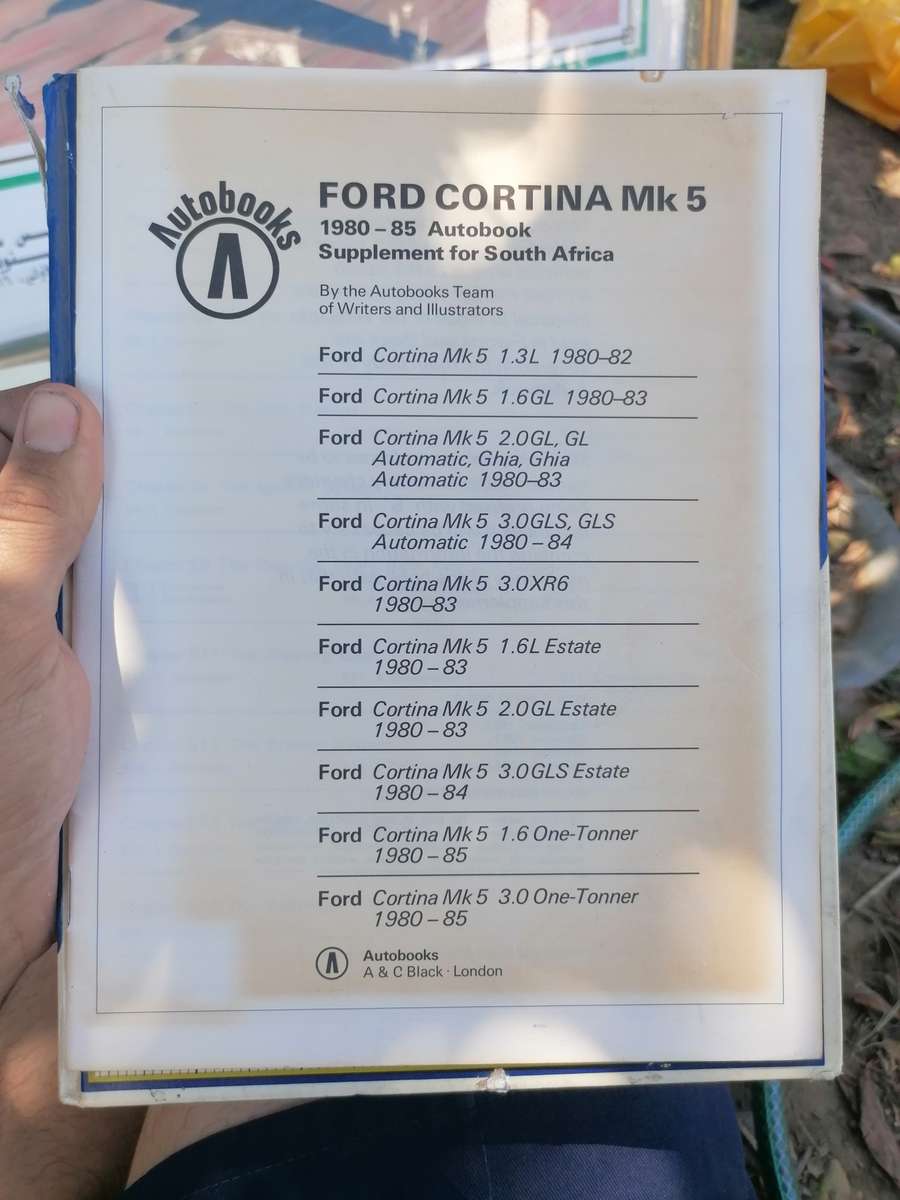 Autobooks
FORD CORTINA Mk 5
1980 – 85 Autobook
Supplement for South Africa
By the Autobooks Team
of Writers and Illustrators
Ford Cortina Mk 5 1.3L 1980–82
Ford Cortina Mk 5 1.6GL 1980–83
Ford Cortina Mk 5 2.0GL, GL
Automatic, Ghia, Ghia
Automatic 1980–83
Ford Cortina Mk 5 3.0GLS, GLS
Automatic 1980 – 84
Ford Cortina Mk 5 3.0XR6
1980–83
Ford Cortina Mk 5 1.6L Estate
1980 – 83
Ford Cortina Mk 5 2.0GL Estate
1980 – 83
Ford Cortina Mk 5 3.0GLS Estate
1980 – 84
Ford Cortina Mk 5 1.6 One-Tonner
1980 – 85
Ford Cortina Mk 5 3.0 One-Tonner
1980 – 85
Autobooks
A & C Black · London